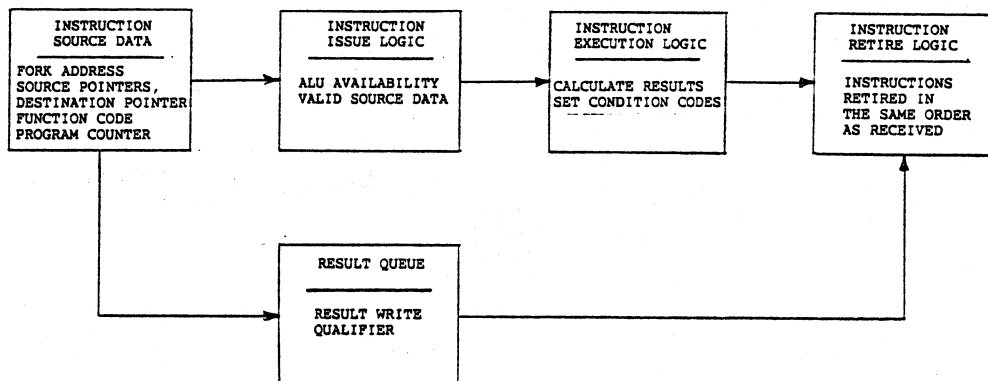 INSTRUCTION
SOURCE DATA
FORK ADDRESS
SOURCE POINTERS,
DESTINATION POINTER
FUNCTION CODE
PROGRAM COUNTER
INSTRUCTION
ISSUE LOGIC
ALU AVAILABILITY
VALID SOURCE DATA
INSTRUCTION
EXECUTION LOGIC
CALCULATE RESULTS
SET CONDITION CODES
INSTRUCTION
RETIRE LOGIC
INSTRUCTIONS
RETIRED IN
THE SAME ORDER
AS RECEIVED
RESULT QUEUE
RESULT WRITE
QUALIFIER